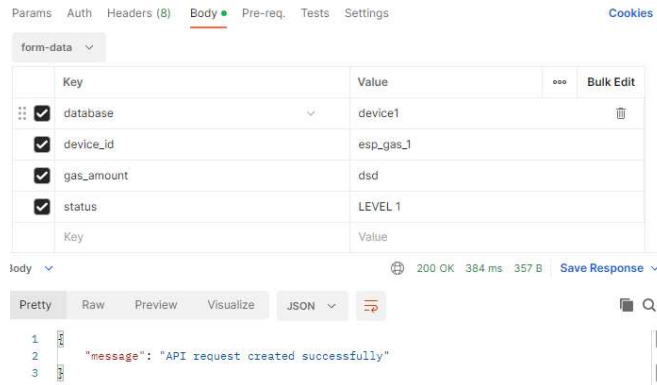 Params Auth Headers (8) Body Pre-req. Tests Settings Cookies
form-data
Key Value ooo Bulk Edit
database device1
device_id esp_gas_1
gas_amount dsd
status LEVEL 1
Key Value
Body 200 OK 384 ms 357 B Save Response
Pretty Raw Preview Visualize JSON
1 {
2 "message": "API request created successfully"
3 }